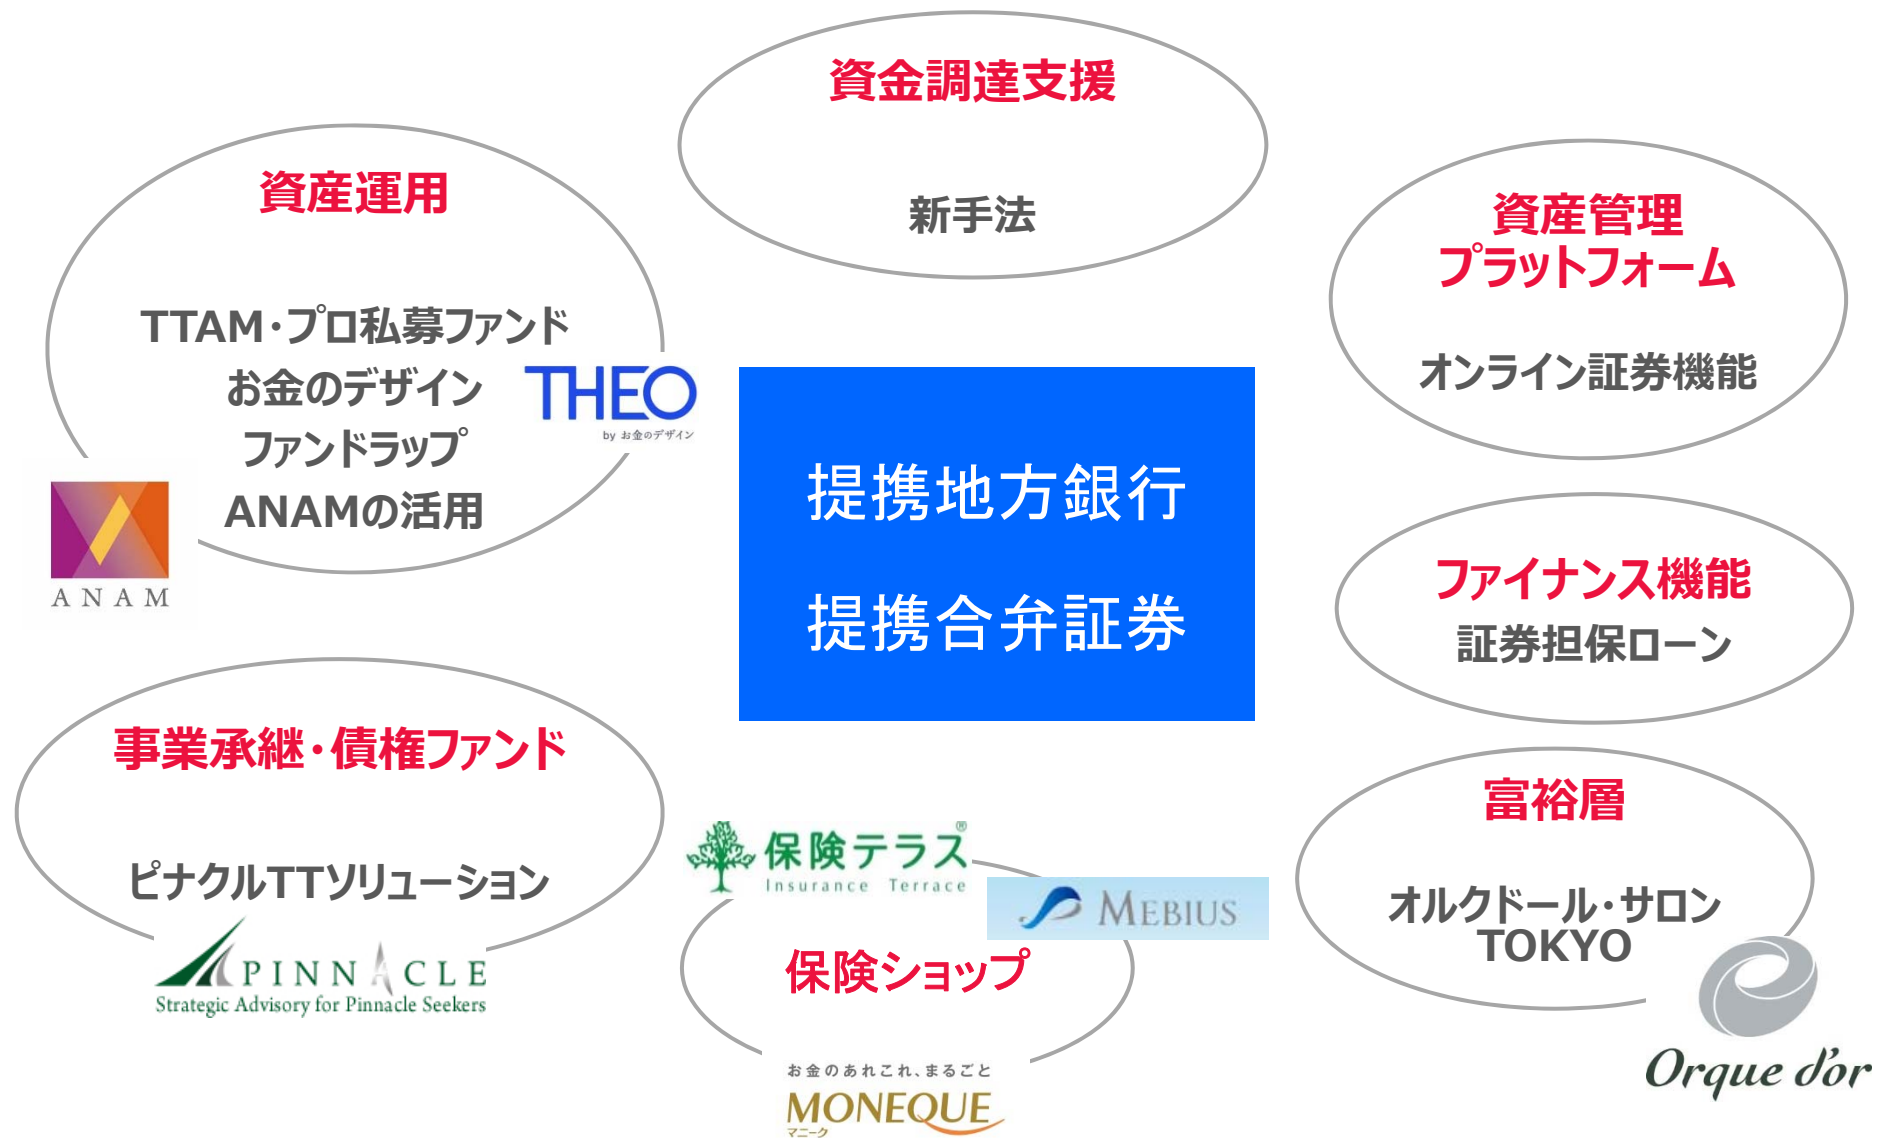 資金調達支援
新手法
資産運用
TTAM・プロ私募ファンド
お金のデザイン
ファンドラップ
ANAMの活用
THEO
by お金のデザイン
ANAM
資産管理
プラットフォーム
オンライン証券機能
提携地方銀行
提携合弁証券
ファイナンス機能
証券担保ローン
事業承継・債権ファンド
ピナクルTTソリューション
PINNACLE
Strategic Advisory for Pinnacle Seekers
保険テラス®
Insurance Terrace
MEBIUS
保険ショップ
お金のあれこれ、まるごと
MONEQUE
マニーク
富裕層
オルクドール・サロン
TOKYO
Orque d'or